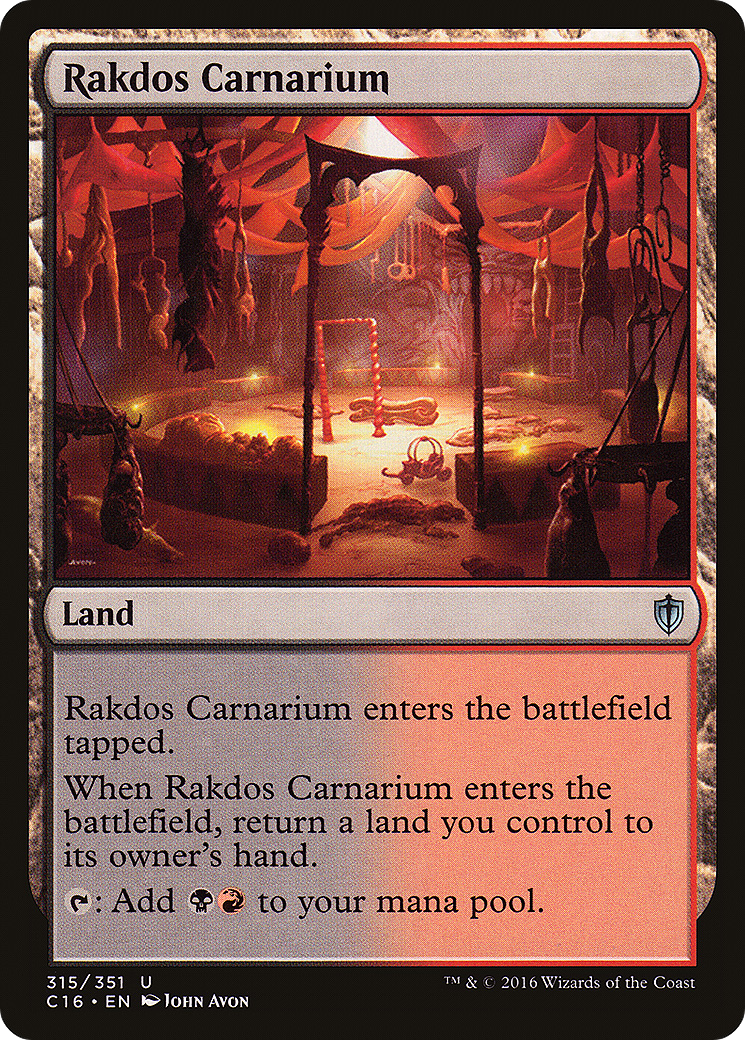 Rakdos Carnarium
AVON
Land
Rakdos Carnarium enters the battlefield
tapped.
When Rakdos Carnarium enters the
battlefield, return a land you control to
its owner's hand.
: Add to your mana pool.
315/351 U
C16 • EN JOHN AVON
™ & © 2016 Wizards of the Coast